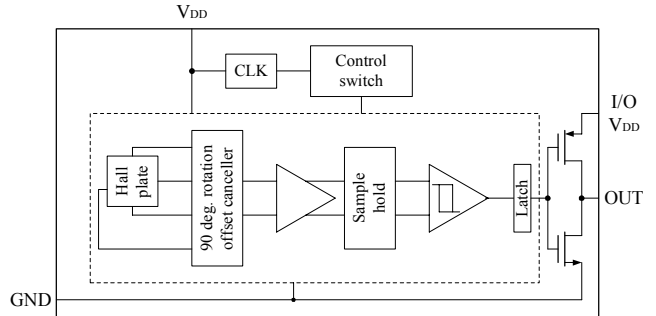 VDD
CLK
Control
switch
I/O
VDD
Hall
plate
90 deg. rotation
offset canceller
Sample
hold
Latch
OUT
GND